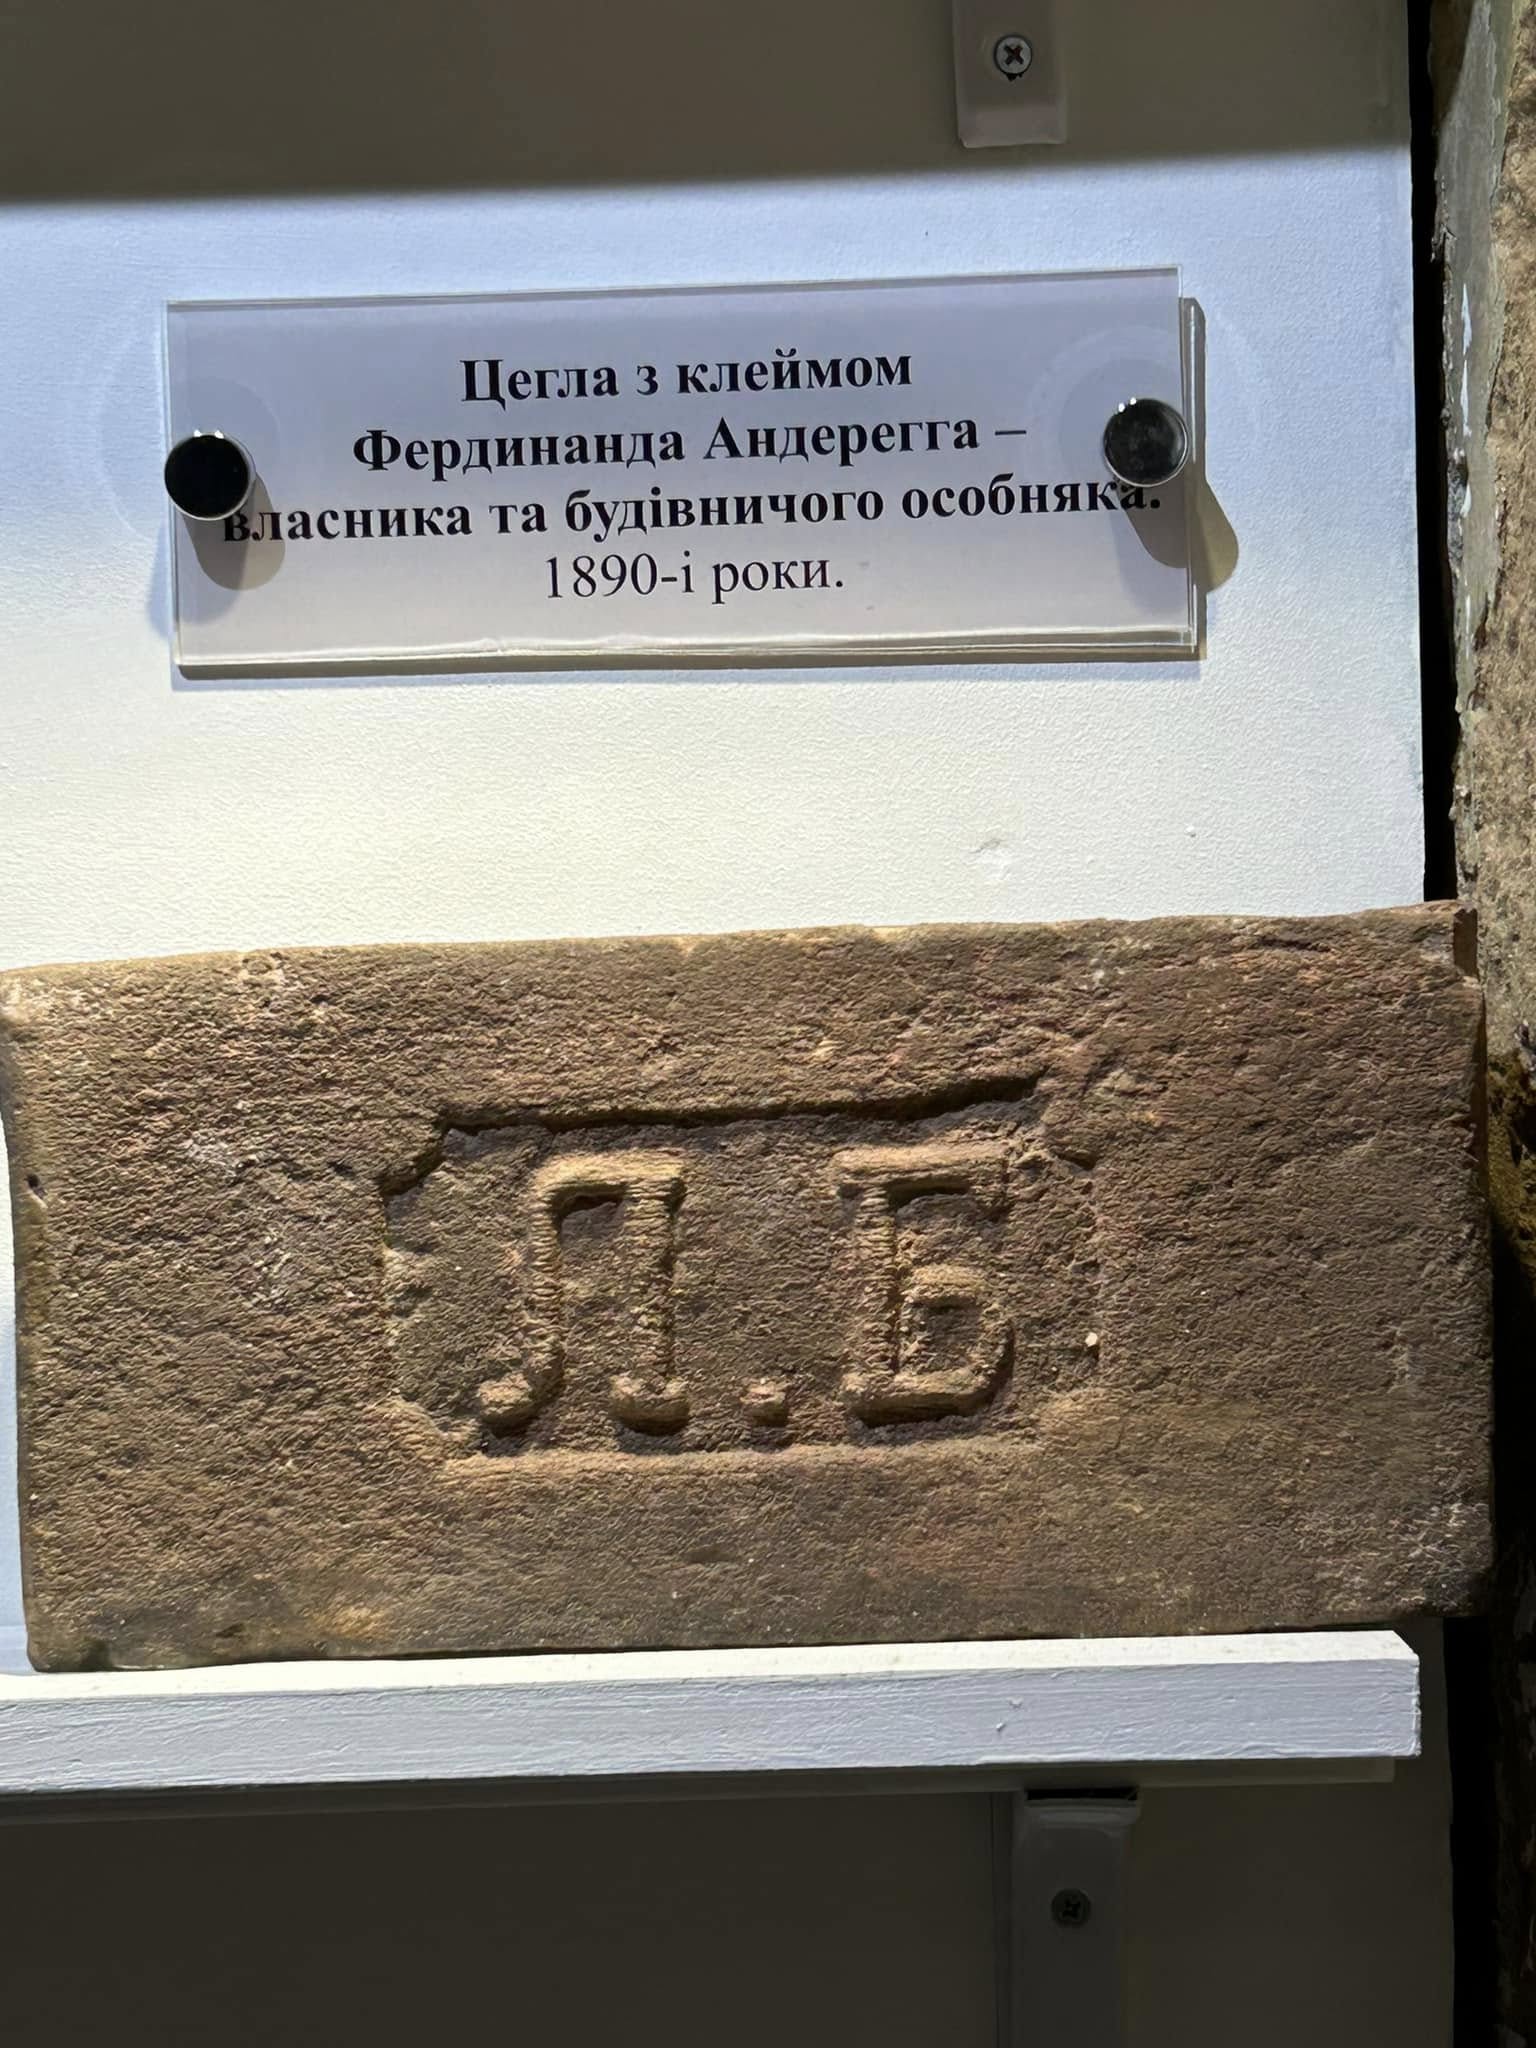 Цегла з клеймом
Фердинанда Андерегга –
власника та будівничого особняка.
1890-і роки.
Л.Б